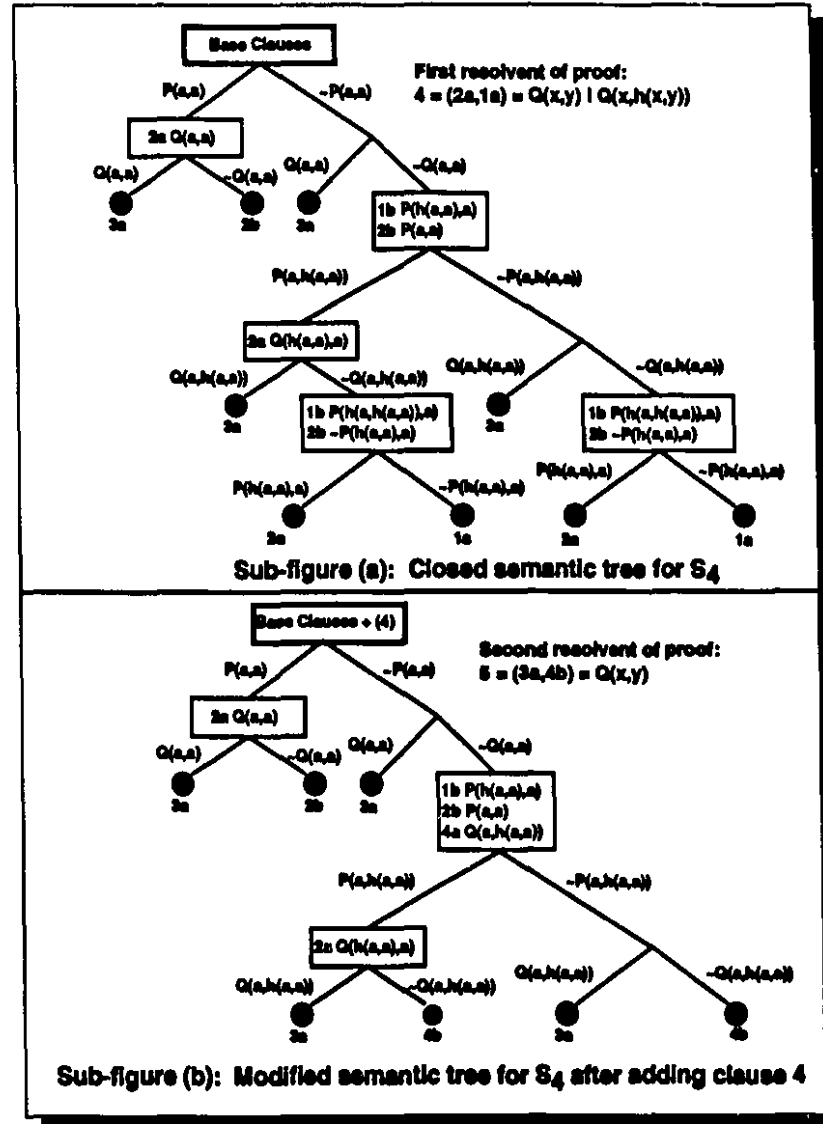 Base Clauses
First resolvent of proof:
4 = (2a,1a) = Q(x,y) | Q(x,h(x,y))
P(a,a)
~P(a,a)
2a Q(a,a)
Q(a,a)
~Q(a,a)
Q(a,a)
~Q(a,a)
3a
2b
3a
1b P(h(a,a),a)
2b P(a,a)
P(a,h(a,a))
~P(a,h(a,a))
2a Q(h(a,a),a)
Q(a,h(a,a))
~Q(a,h(a,a))
Q(a,h(a,a))
~Q(a,h(a,a))
3a
1b P(h(a,h(a,a)),a)
2b ~P(h(a,a),a)
3a
1b P(h(a,h(a,a)),a)
2b ~P(h(a,a),a)
P(h(a,a),a)
~P(h(a,a),a)
P(h(a,a),a)
~P(h(a,a),a)
2a
1a
2a
1a
Sub-figure (a): Closed semantic tree for S4
Base Clauses + (4)
Second resolvent of proof:
5 = (3a,4b) = Q(x,y)
P(a,a)
~P(a,a)
2a Q(a,a)
Q(a,a)
~Q(a,a)
Q(a,a)
~Q(a,a)
3a
2b
3a
1b P(h(a,a),a)
2b P(a,a)
4a Q(a,h(a,a))
P(a,h(a,a))
~P(a,h(a,a))
2a Q(h(a,a),a)
Q(a,h(a,a))
~Q(a,h(a,a))
Q(a,h(a,a))
~Q(a,h(a,a))
3a
4b
3a
4b
Sub-figure (b): Modified semantic tree for S4 after adding clause 4